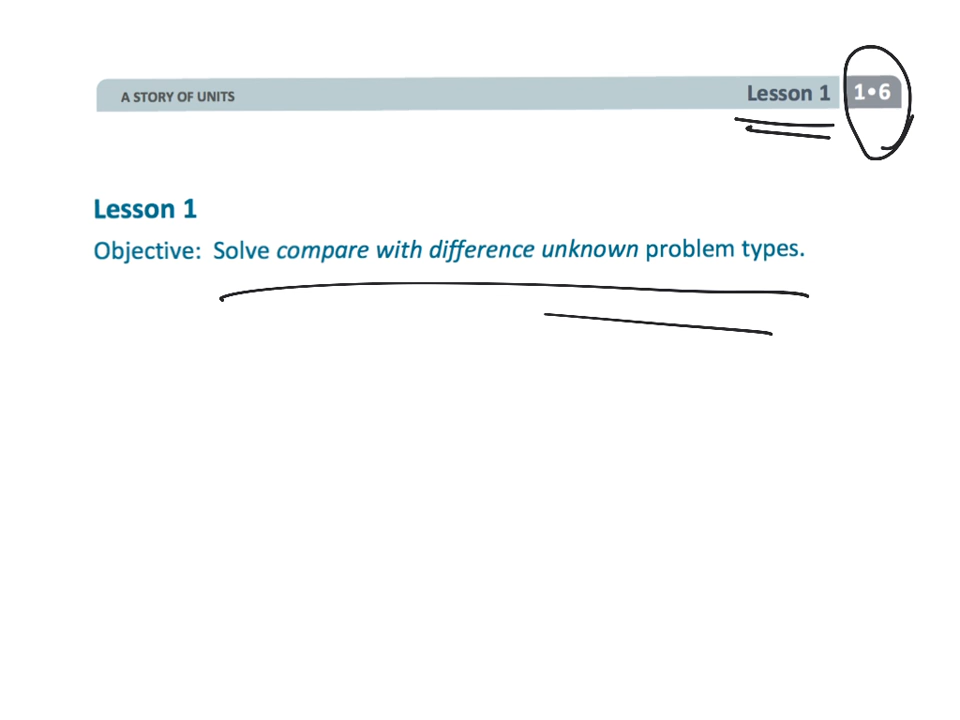 A STORY OF UNITS Lesson 1 1•6
Lesson 1
Objective: Solve compare with difference unknown problem types.